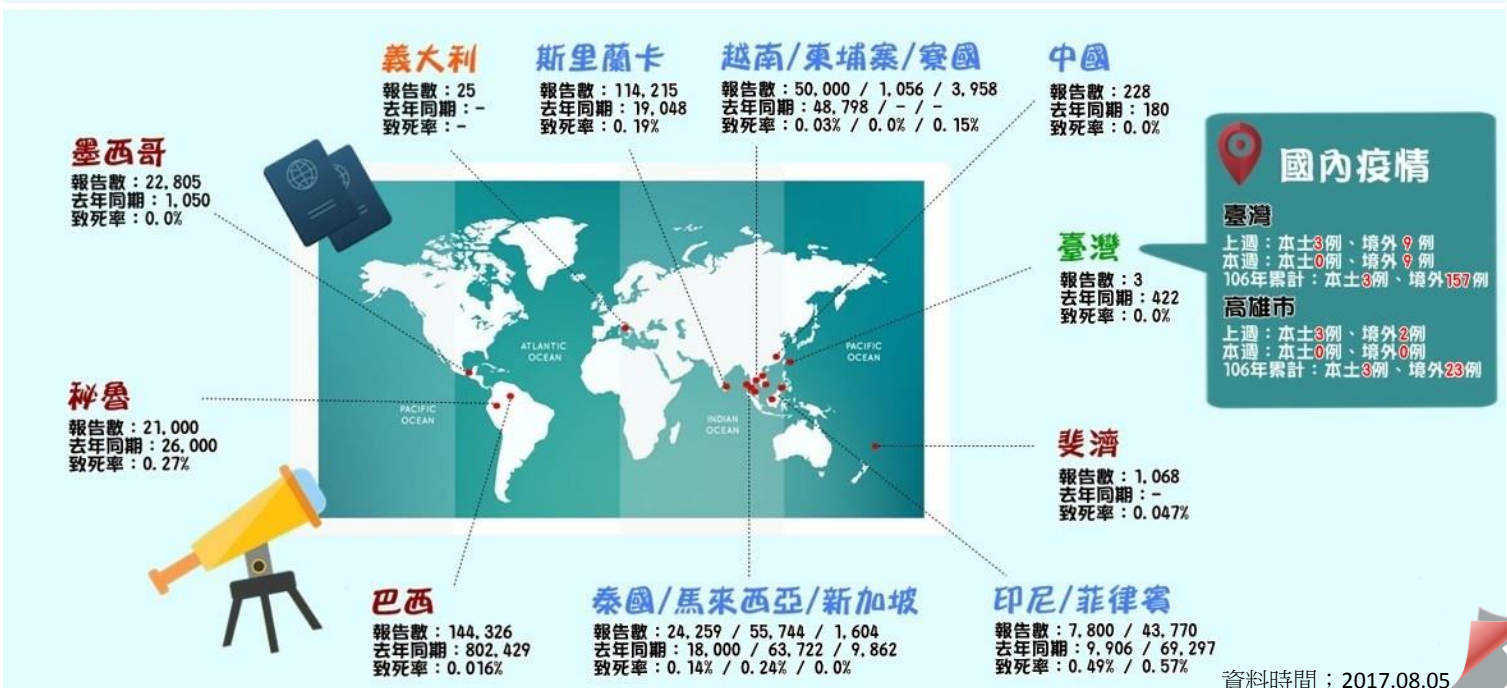 義大利
報告數：25
去年同期：-
致死率：-
斯里蘭卡
報告數：114,215
去年同期：19,048
致死率：0.19%
越南/柬埔寨/寮國
報告數：50,000 / 1,056 / 3,958
去年同期：48,798 / - / -
致死率：0.03% / 0.0% / 0.15%
中國
報告數：228
去年同期：180
致死率：0.0%
墨西哥
報告數：22,805
去年同期：1,050
致死率：0.0%
國內疫情
臺灣
上週：本土3例、境外 9 例
本週：本土0例、境外 9 例
106年累計：本土3例、境外157例
高雄市
上週：本土3例、境外2例
本週：本土0例、境外0例
106年累計：本土3例、境外23例
臺灣
報告數：3
去年同期：422
致死率：0.0%
ATLANTIC
OCEAN
PACIFIC
OCEAN
PACIFIC
OCEAN
INDIAN
OCEAN
秘魯
報告數：21,000
去年同期：26,000
致死率：0.27%
斐濟
報告數：1,068
去年同期：-
致死率：0.047%
巴西
報告數：144,326
去年同期：802,429
致死率：0.016%
泰國/馬來西亞/新加坡
報告數：24,259 / 55,744 / 1,604
去年同期：18,000 / 63,722 / 9,862
致死率：0.14% / 0.24% / 0.0%
印尼/菲律賓
報告數：7,800 / 43,770
去年同期：9,906 / 69,297
致死率：0.49% / 0.57%
資料時間；2017.08.05